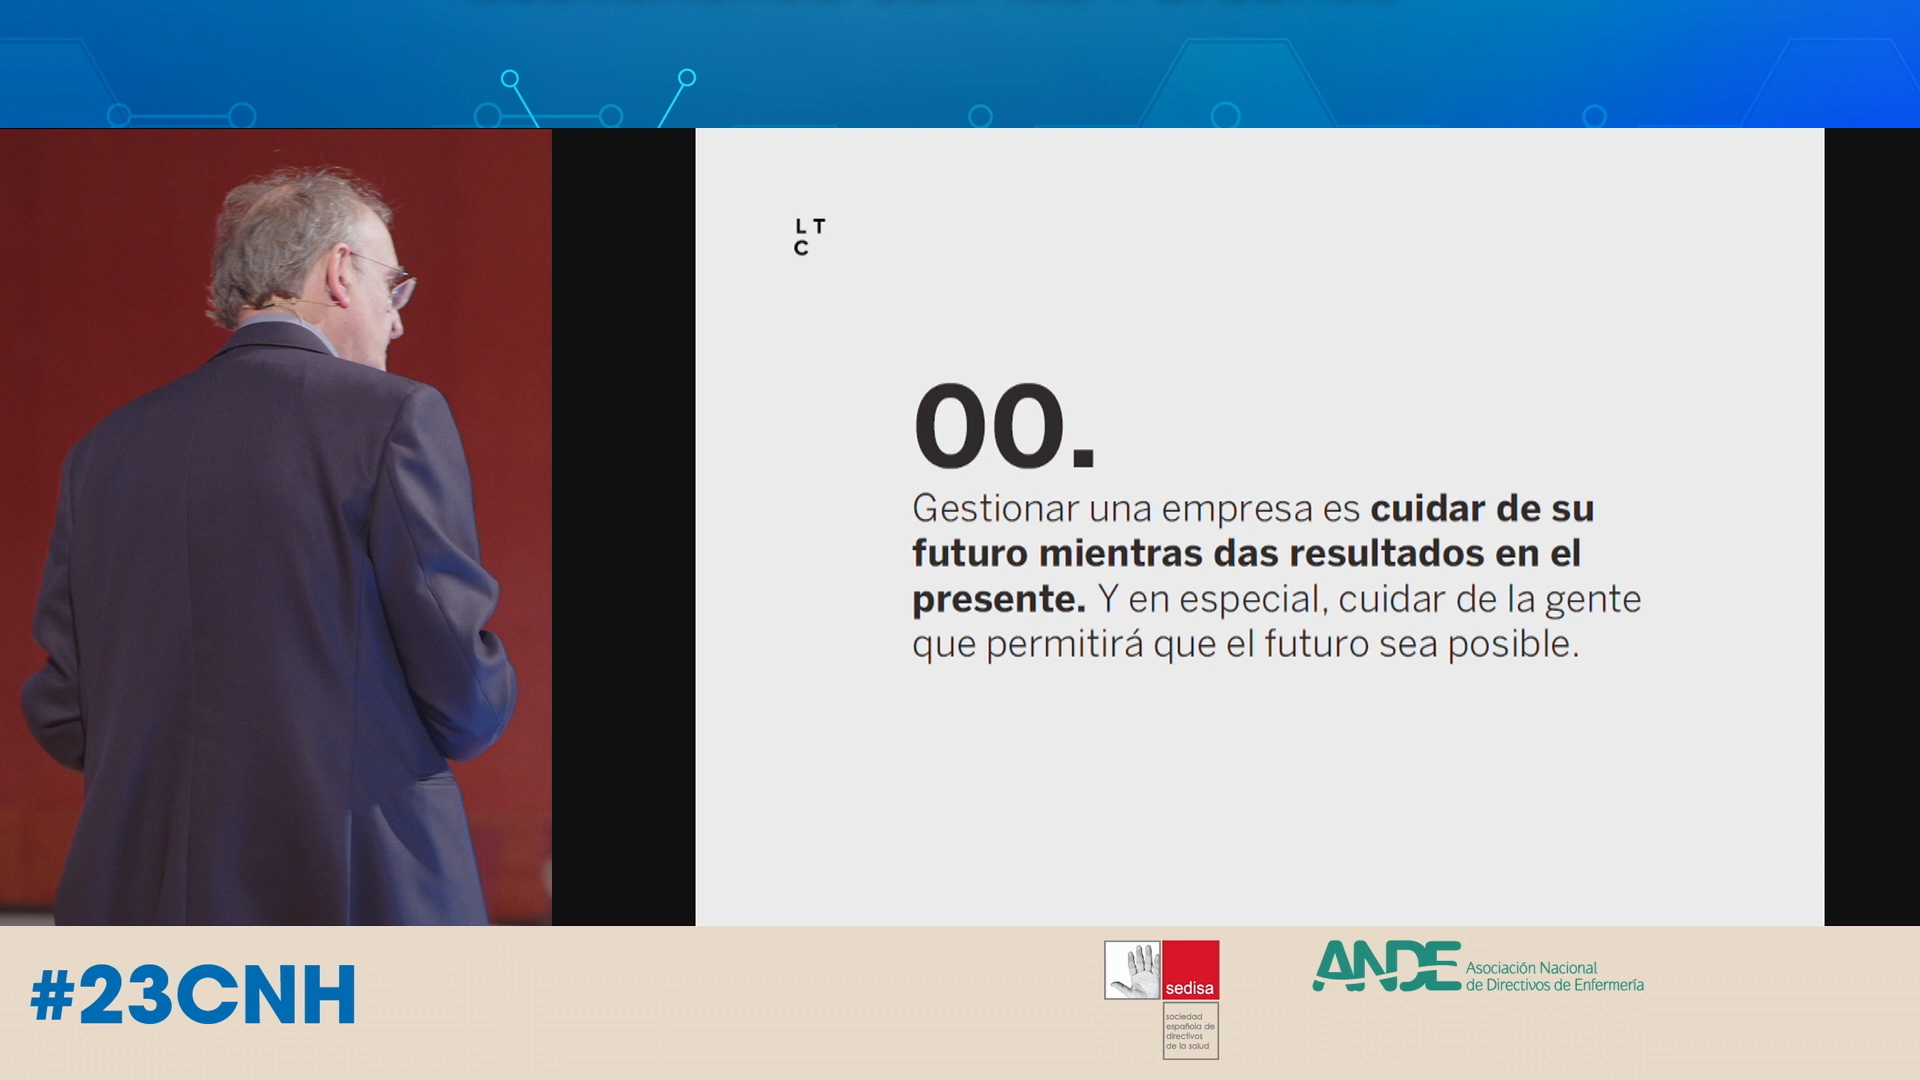 L T
C
00.
Gestionar una empresa es cuidar de su
futuro mientras das resultados en el
presente. Y en especial, cuidar de la gente
que permitirá que el futuro sea posible.
#23CNH
sedisa
sociedad
española de
directivos
de la salud
ANDE
Asociación Nacional
de Directivos de Enfermería